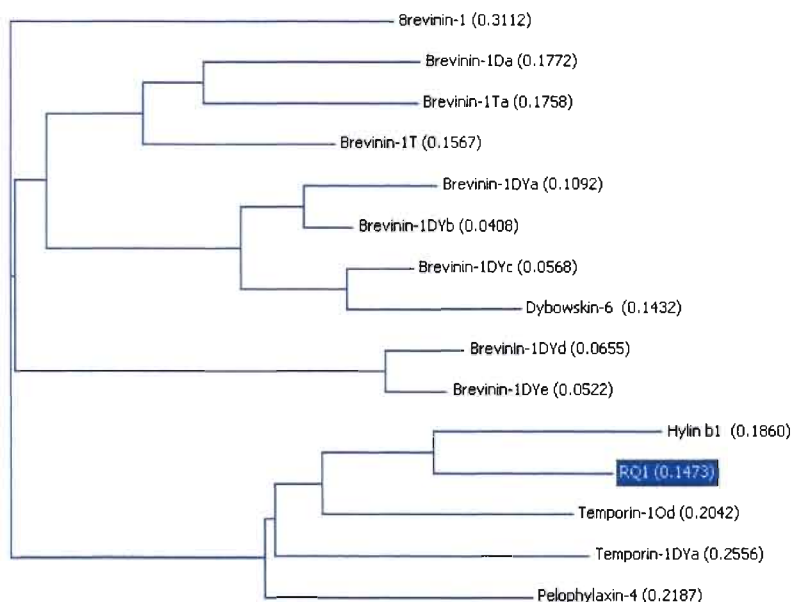 Brevinin-1 (0.3112)
Brevinin-1Da (0.1772)
Brevinin-1Ta (0.1758)
Brevinin-1T (0.1567)
Brevinin-1DYa (0.1092)
Brevinin-1DYb (0.0408)
Brevinin-1DYc (0.0568)
Dybowskin-6 (0.1432)
Brevinin-1DYd (0.0655)
Brevinin-1DYe (0.0522)
Hylin b1 (0.1860)
RQ1 (0.1473)
Temporin-1Od (0.2042)
Temporin-1DYa (0.2556)
Pelophylaxin-4 (0.2187)